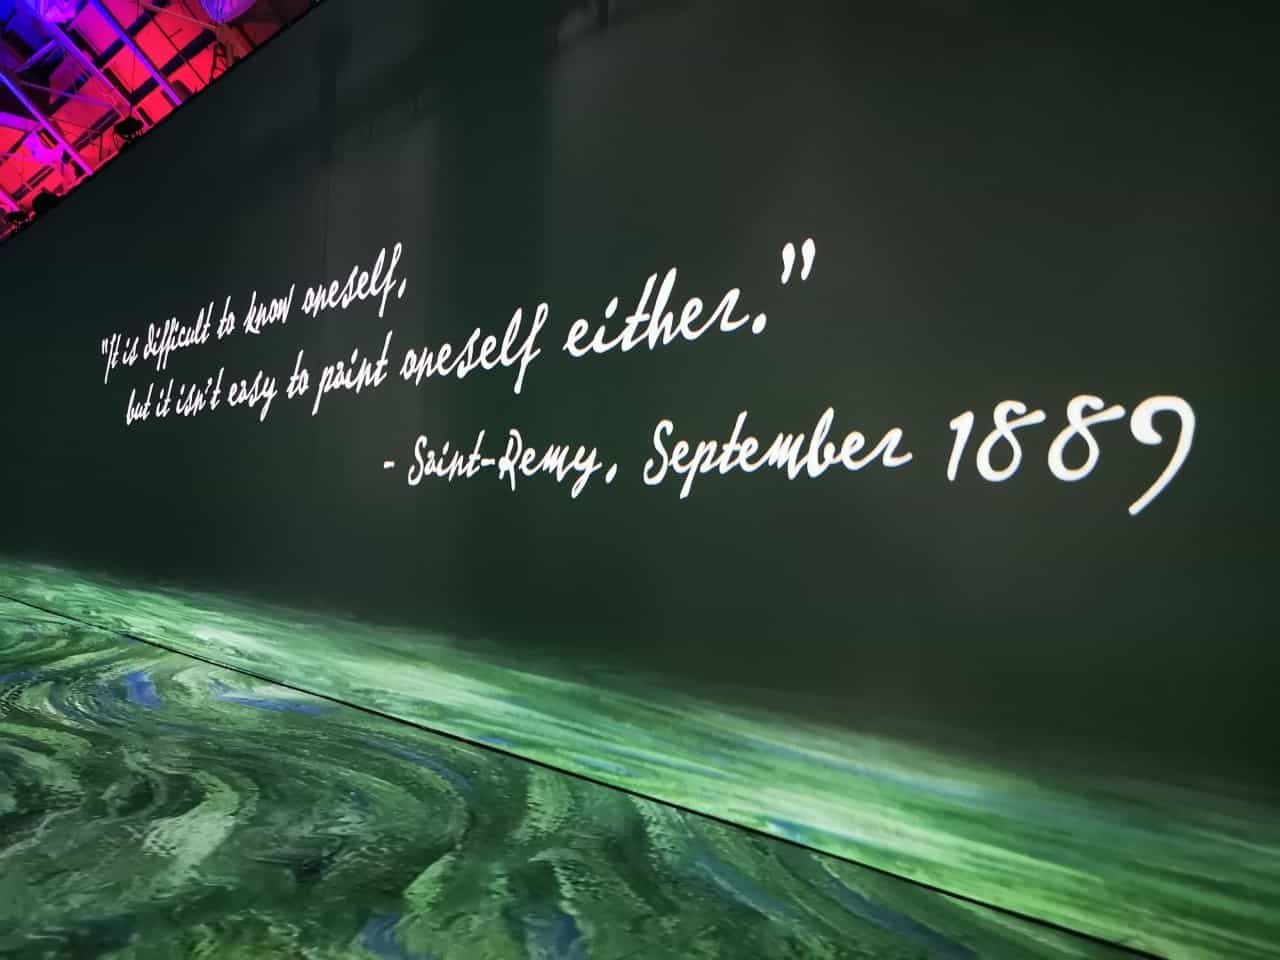 "It is difficult to know oneself,
but it isn't easy to paint oneself either."
- Saint-Remy, September 1889